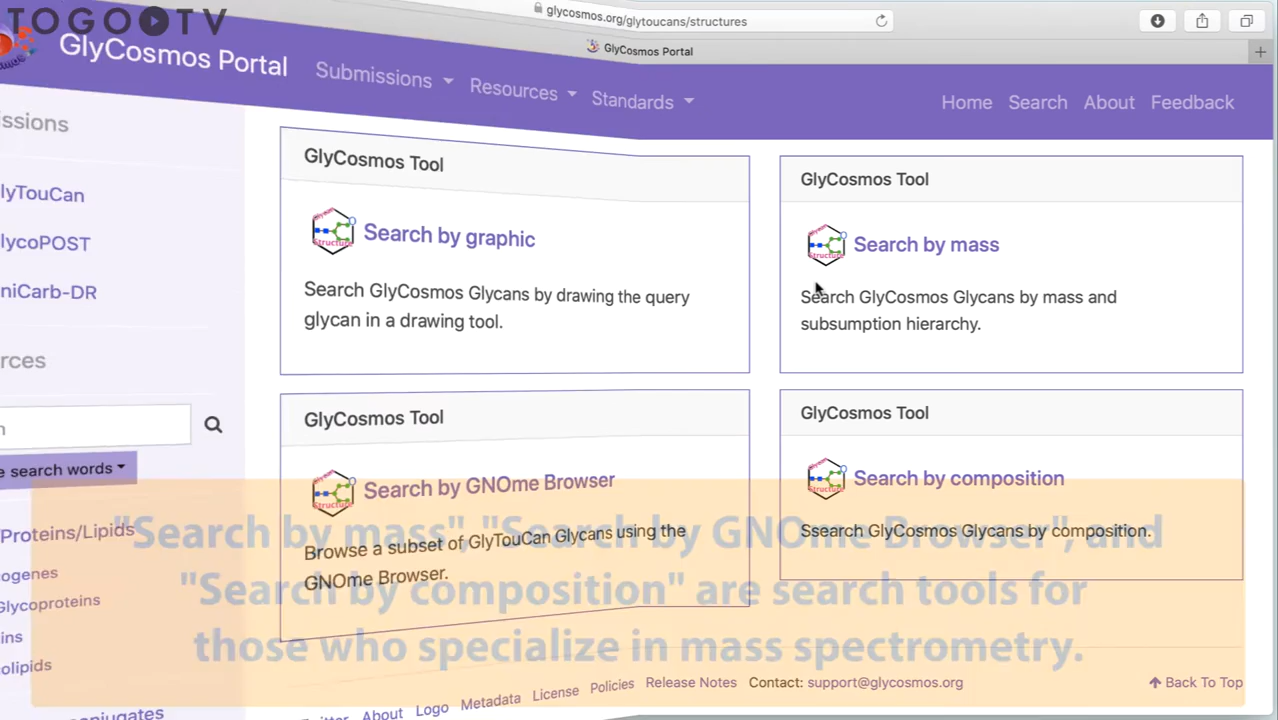 TOGO TV
glycosmos.org/glytoucans/structures
GlyCosmos Portal
GlyCosmos Portal
Submissions
Resources
Standards
Home
Search
About
Feedback
issions
lyTouCan
lycoPOST
niCarb-DR
rces
n
e search words
Proteins/Lipids
ogenes
Glycoproteins
ins
olipids
onjugates
GlyCosmos Tool
Search by graphic
Search GlyCosmos Glycans by drawing the query
glycan in a drawing tool.
GlyCosmos Tool
Search by mass
Search GlyCosmos Glycans by mass and
subsumption hierarchy.
GlyCosmos Tool
Search by GNOme Browser
Browse a subset of GlyTouCan Glycans using the
GNOme Browser.
GlyCosmos Tool
Search by composition
Ssearch GlyCosmos Glycans by composition.
"Search by mass" "Search by GNOme Browser", and
"Search by composition" are search tools for
those who specialize in mass spectrometry.
About Logo Metadata License Policies Release Notes Contact: support@glycosmos.org
Back To Top